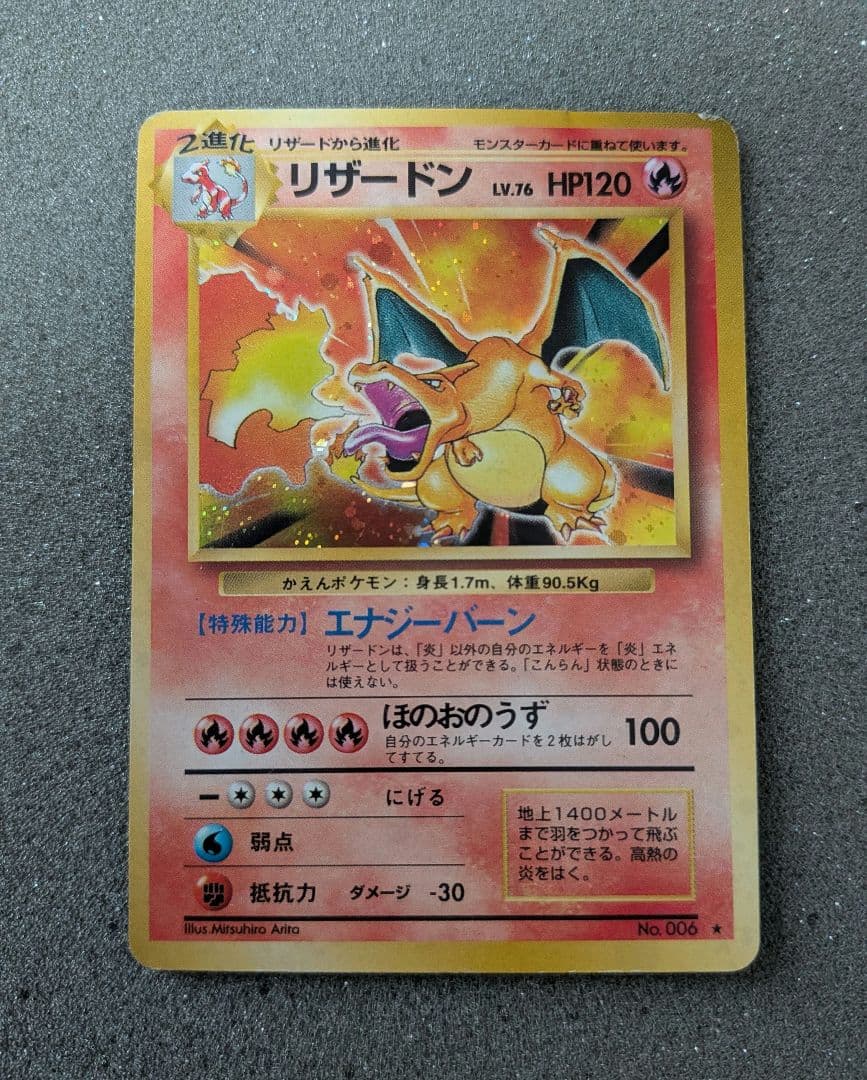 2進化 リザードから進化 モンスターカードに重ねて使います。
リザードン LV.76 HP120
かえんポケモン：身長1.7m、体重90.5Kg
【特殊能力】エナジーバーン
リザードンは、「炎」以外の自分のエネルギーを「炎」エネ
ルギーとして扱うことができる。「こんらん」状態のときに
は使えない。
ほのおのうず 100
自分のエネルギーカードを2枚はがし
てすてる。
ー にげる
弱点
抵抗力 ダメージ -30
地上1400メートル
まで羽をつかって飛ぶ
ことができる。高熱の
炎をはく。
Illus.Mitsuhiro Arita
No. 006 ★